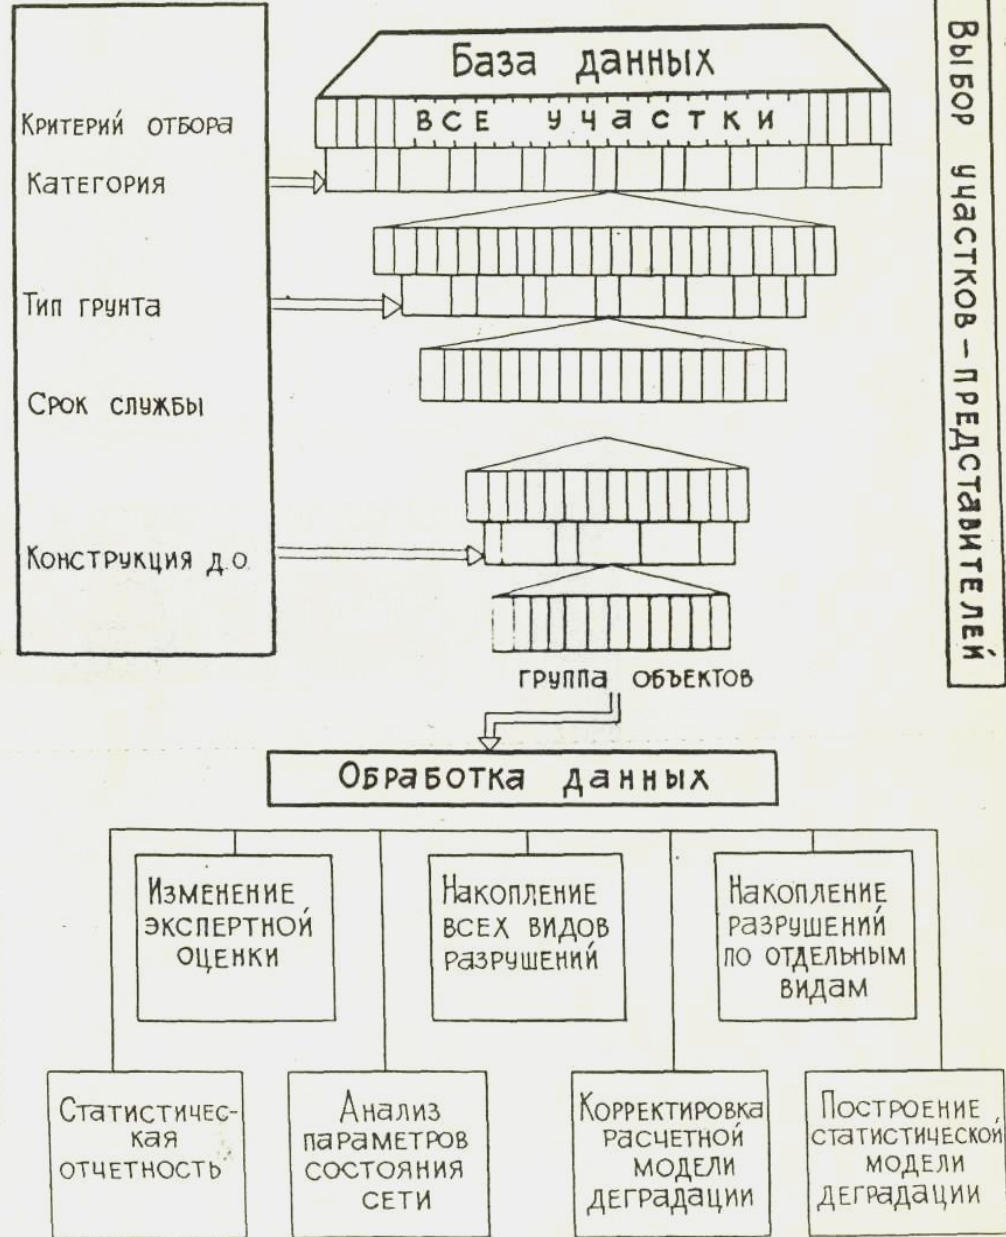 База данных
ВСЕ УЧАСТКИ
Критерий отбора
Категория
Тип грунта
Срок службы
Конструкция д.о.
Выбор участков – представителей
группа объектов
Обработка данных
Изменение
экспертной
оценки
Накопление
всех видов
разрушений
Накопление
разрушений
по отдельным
видам
Статистичес-
кая
отчетность
Анализ
параметров
состояния
сети
Корректировка
расчетной
модели
деградации
Построение
статистической
модели
деградации